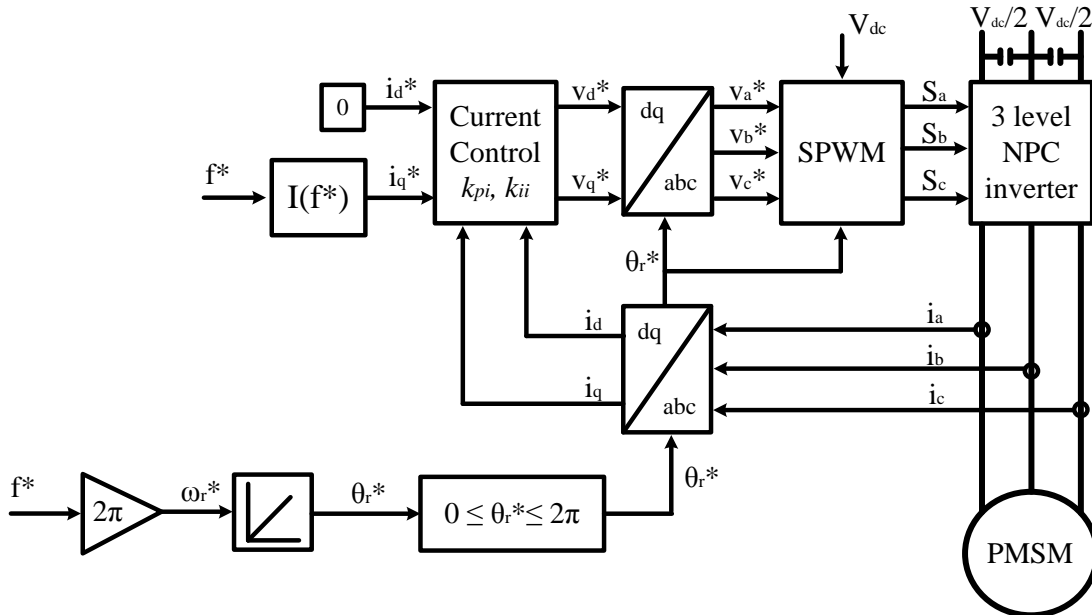 V_dc/2 V_dc/2
V_dc
0
i_d*
Current
Control
k_pi, k_ii
v_d*
v_q*
dq
abc
v_a*
v_b*
v_c*
SPWM
S_a
S_b
S_c
3 level
NPC
inverter
f*
I(f*)
i_q*
θ_r*
i_d
i_q
dq
abc
i_a
i_b
i_c
f*
2π
ω_r*
θ_r*
0 ≤ θ_r* ≤ 2π
θ_r*
PMSM